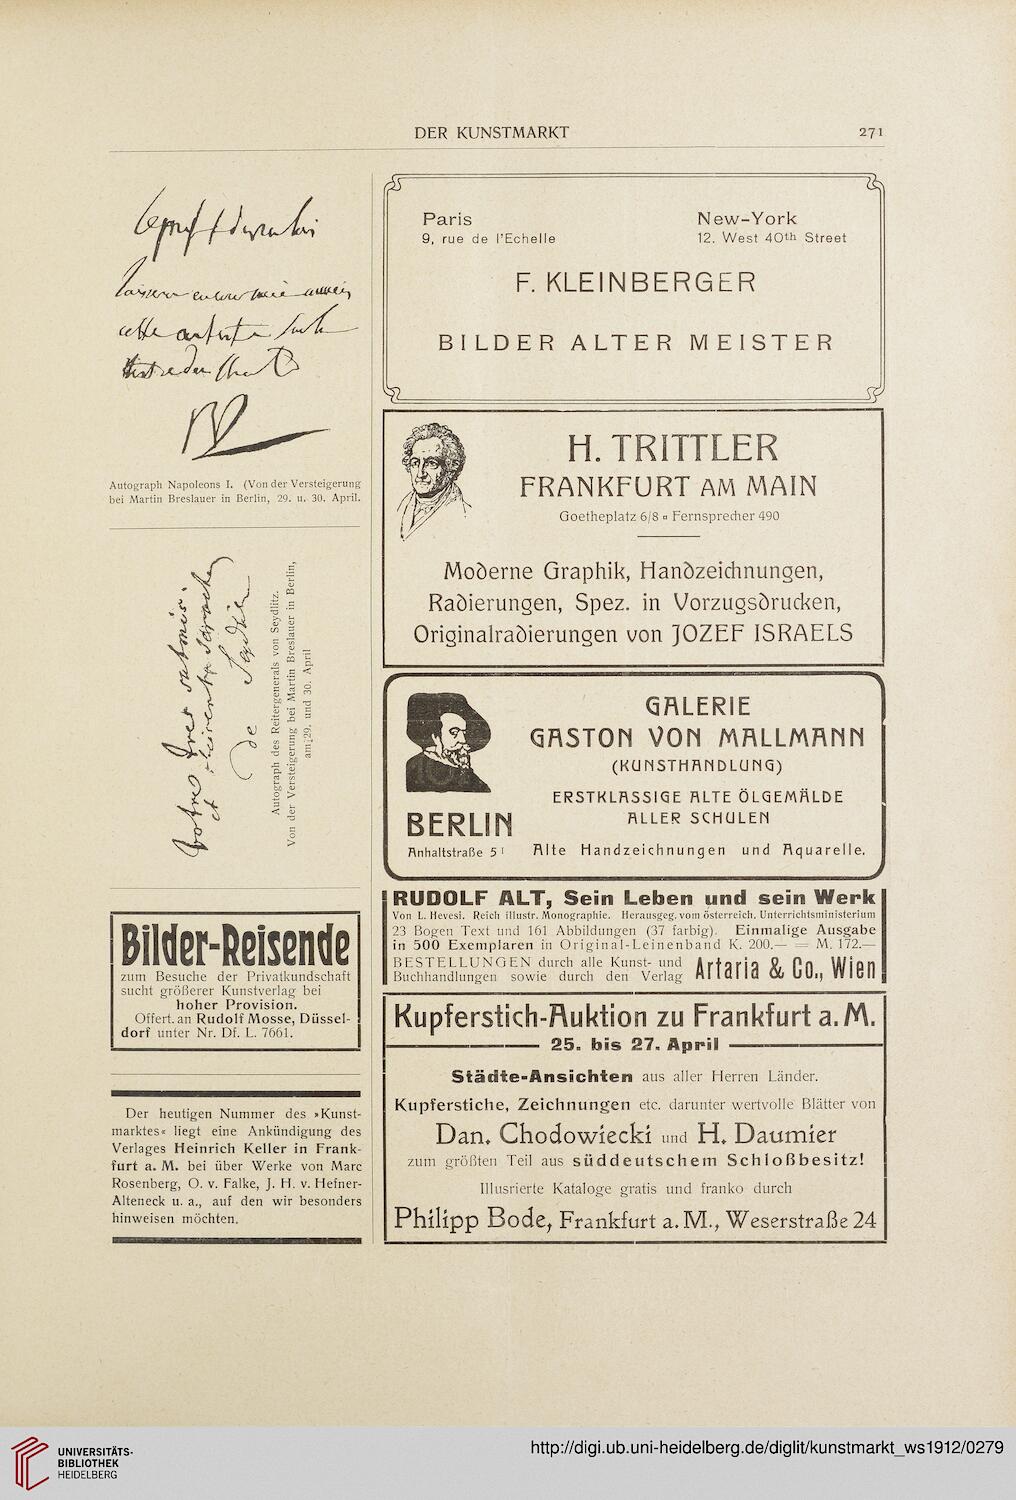 DER KUNSTMARKT
271
Autograph Napoleons I. (Von der Versteigerung
bei Martin Breslauer in Berlin, 29. u. 30. April.
votre
et
de Seydlitz
Autograph des Reitergenerals von Seydlitz.
Von der Versteigerung bei Martin Breslauer in Berlin,
am 29. und 30. April
Bilder-Reisende
zum Besuche der Privatkundschaft
sucht größerer Kunstverlag bei
hoher Provision.
Offert. an Rudolf Mosse, Düssel-
dorf unter Nr. Df. L. 7661.
Der heutigen Nummer des »Kunst-
marktes« liegt eine Ankündigung des
Verlages Heinrich Keller in Frank-
furt a. M. bei über Werke von Marc
Rosenberg, O. v. Falke, J. H. v. Hefner-
Alteneck u. a., auf den wir besonders
hinweisen möchten.
Paris
9, rue de l'Echelle
New-York
12. West 40th Street
F. KLEINBERGER
BILDER ALTER MEISTER
H. TRITTLER
FRANKFURT AM MAIN
Goetheplatz 6/8 ▫ Fernsprecher 490
Moderne Graphik, Handzeichnungen,
Radierungen, Spez. in Vorzugsdrucken,
Originalradierungen von JOZEF ISRAELS
GALERIE
GASTON VON MALLMANN
(KUNSTHANDLUNG)
ERSTKLASSIGE ALTE ÖLGEMÄLDE
ALLER SCHULEN
BERLIN
Anhaltstraße 5 I
Alte Handzeichnungen und Aquarelle.
RUDOLF ALT, Sein Leben und sein Werk
Von L. Hevesi. Reich illustr. Monographie. Herausgeg. vom österreich. Unterrichtsministerium
23 Bogen Text und 161 Abbildungen (37 farbig). Einmalige Ausgabe
in 500 Exemplaren in Original-Leinenband K. 200.— = M. 172.—
BESTELLUNGEN durch alle Kunst- und
Buchhandlungen sowie durch den Verlag
Artaria & Co., Wien
Kupferstich-Auktion zu Frankfurt a. M.
25. bis 27. April
Städte-Ansichten aus aller Herren Länder.
Kupferstiche, Zeichnungen etc. darunter wertvolle Blätter von
Dan. Chodowiecki und H. Daumier
zum größten Teil aus süddeutschem Schloßbesitz!
Illusrierte Kataloge gratis und franko durch
Philipp Bode, Frankfurt a. M., Weserstraße 24
UNIVERSITÄTS-
BIBLIOTHEK
HEIDELBERG
http://digi.ub.uni-heidelberg.de/diglit/kunstmarkt_ws1912/0279